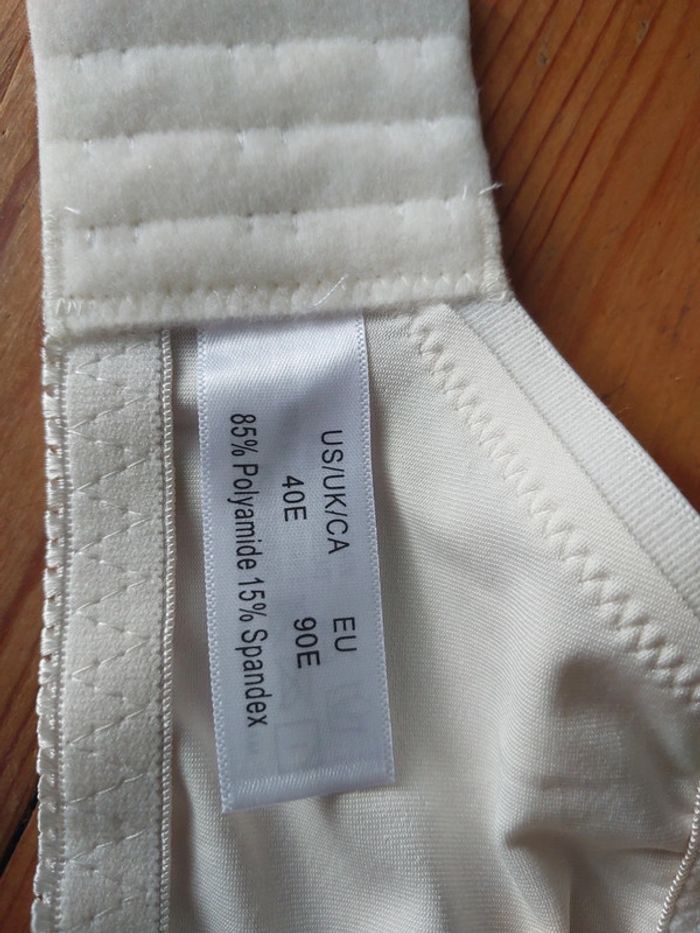 US/UK/CA EU
40E 90E
85% Polyamide 15% Spandex